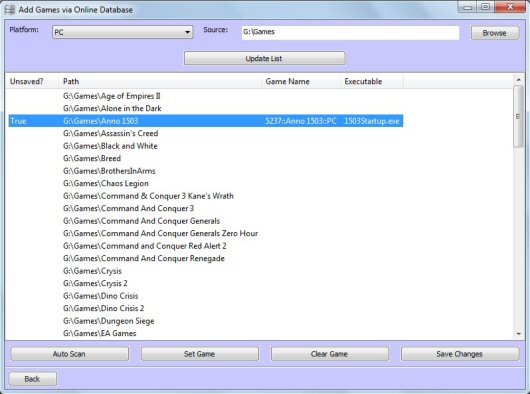 Add Games via Online Database
Platform: PC Source: G:\Games Browse
Update List
Unsaved? Path Game Name Executable
G:\Games\Age of Empires II
G:\Games\Alone in the Dark
True G:\Games\Anno 1503 5237::Anno 1503::PC 1503Startup.exe
G:\Games\Assassin's Creed
G:\Games\Black and White
G:\Games\Breed
G:\Games\BrothersInArms
G:\Games\Chaos Legion
G:\Games\Command & Conquer 3 Kane's Wrath
G:\Games\Command And Conquer 3
G:\Games\Command And Conquer Generals
G:\Games\Command And Conquer Generals Zero Hour
G:\Games\Command and Conquer Red Alert 2
G:\Games\Command And Conquer Renegade
G:\Games\Crysis
G:\Games\Crysis 2
G:\Games\Dino Crisis
G:\Games\Dino Crisis 2
G:\Games\Dungeon Siege
G:\Games\EA Games
Auto Scan Set Game Clear Game Save Changes
Back